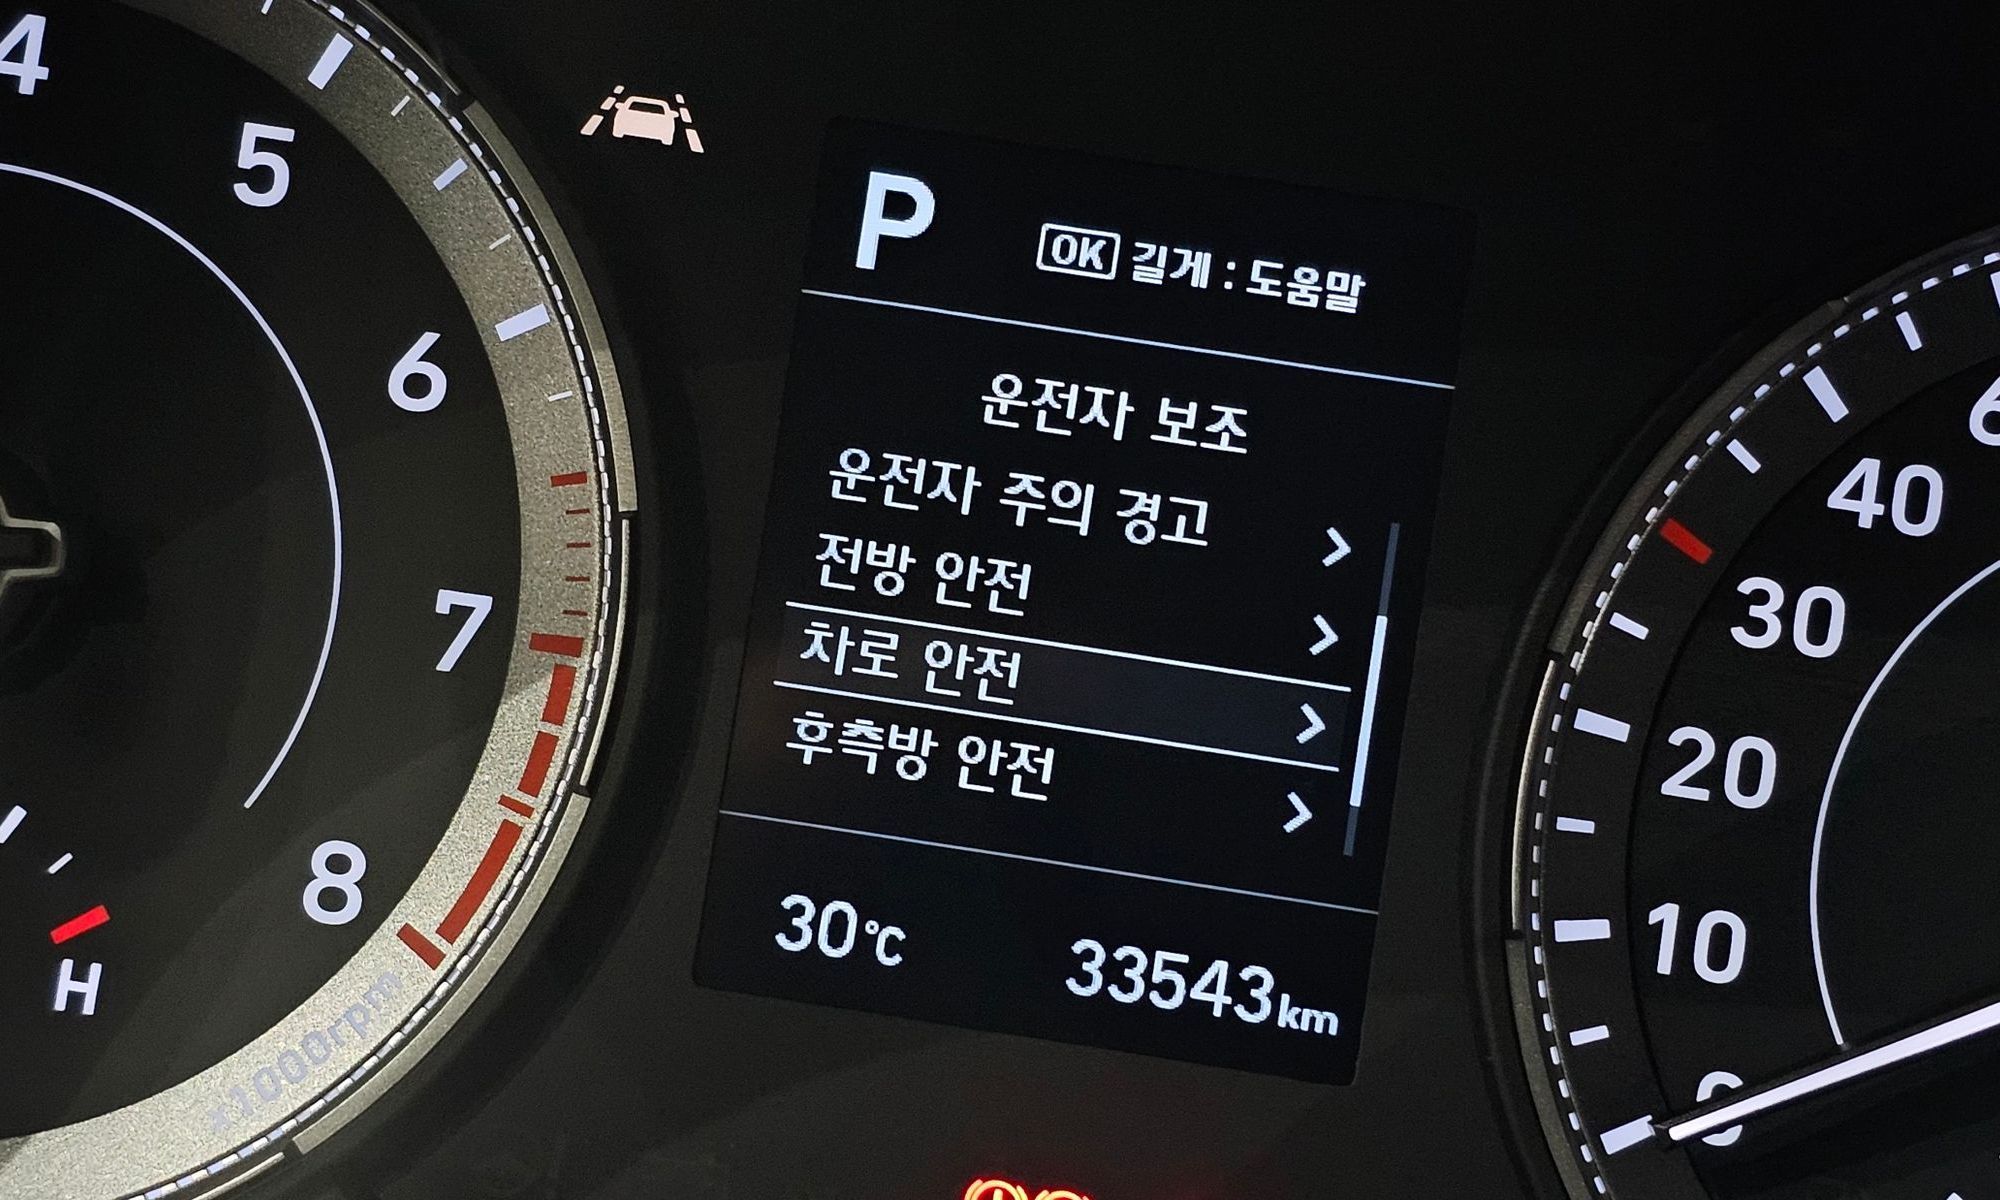 4
5
6
7
8
H
x1000rpm
P
OK 길게 : 도움말
운전자 보조
운전자 주의 경고
전방 안전
차로 안전
후측방 안전
30℃
33543km
40
30
20
10
0